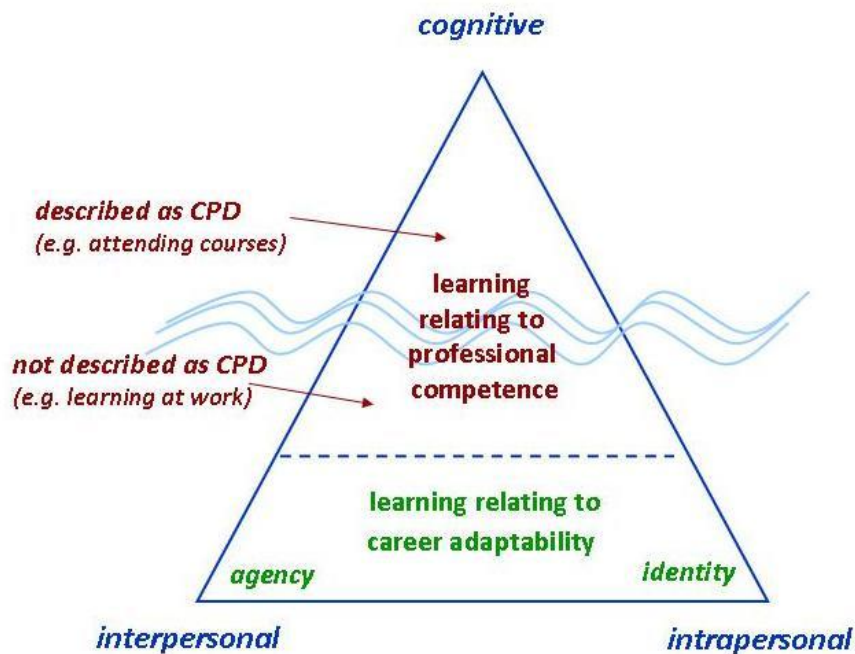 cognitive
described as CPD
(e.g. attending courses)
learning
relating to
professional
competence
not described as CPD
(e.g. learning at work)
learning relating to
career adaptability
agency
identity
interpersonal
intrapersonal